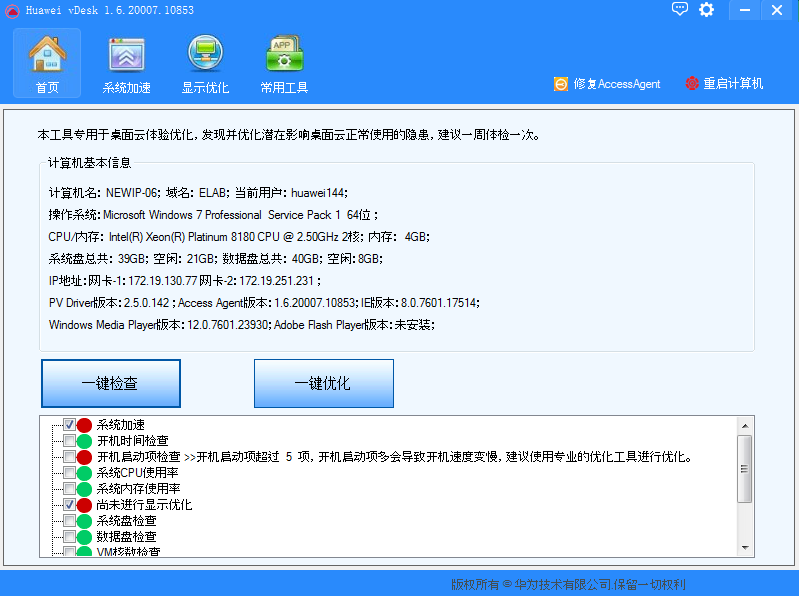 Huawei vDesk 1.6.20007.10853
首页
系统加速
显示优化
APP
常用工具
修复AccessAgent
重启计算机
本工具专用于桌面云体验优化, 发现并优化潜在影响桌面云正常使用的隐患, 建议一周体检一次。
计算机基本信息
计算机名: NEWIP-06; 域名: ELAB; 当前用户: huawei144;
操作系统: Microsoft Windows 7 Professional Service Pack 1 64位 ;
CPU/内存: Intel(R) Xeon(R) Platinum 8180 CPU @ 2.50GHz 2核; 内存: 4GB;
系统盘总共: 39GB; 空闲: 21GB; 数据盘总共: 40GB; 空闲:8GB;
IP地址:网卡-1: 172.19.130.77 网卡-2: 172.19.251.231 ;
PV Driver版本: 2.5.0.142 ; Access Agent版本: 1.6.20007.10853; IE版本: 8.0.7601.17514;
Windows Media Player版本: 12.0.7601.23930; Adobe Flash Player版本: 未安装;
一键检查
一键优化
系统加速
开机时间检查
开机启动项检查 >>开机启动项超过 5 项, 开机启动项多会导致开机速度变慢, 建议使用专业的优化工具进行优化。
系统CPU使用率
系统内存使用率
尚未进行显示优化
系统盘检查
数据盘检查
VM核数检查
版权所有 © 华为技术有限公司.保留一切权利